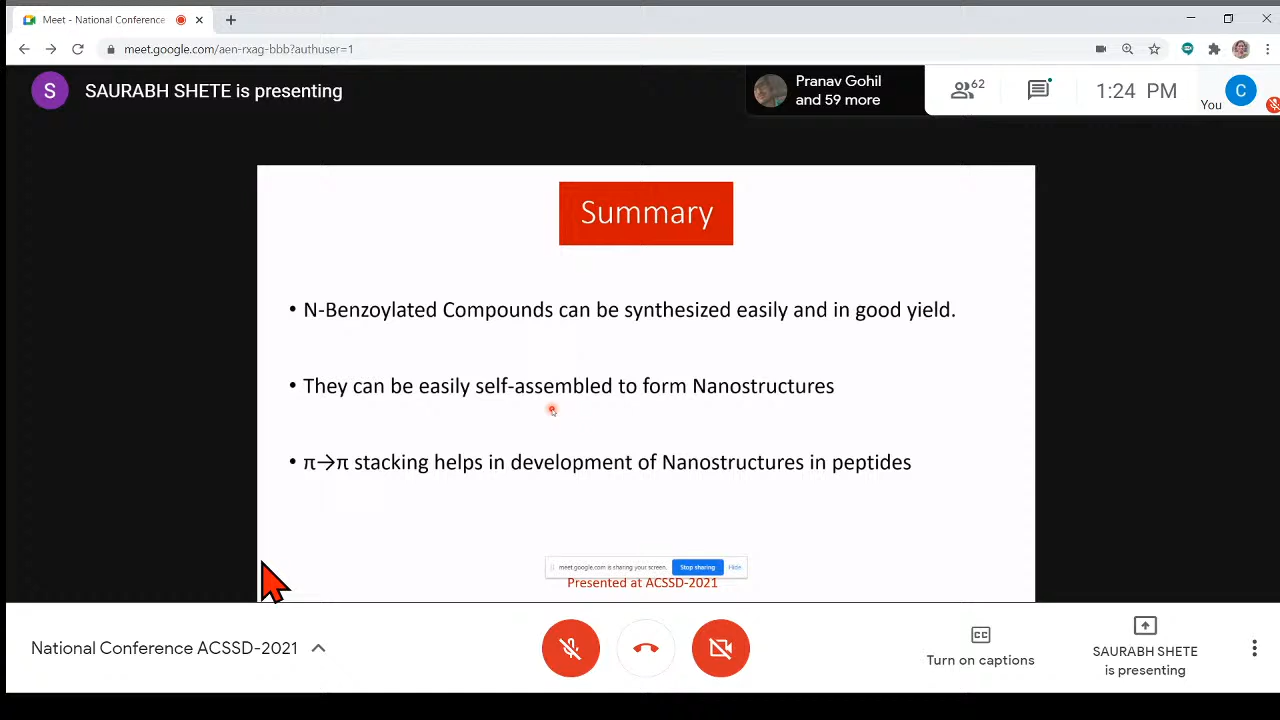 Meet - National Conference
meet.google.com/aen-rxag-bbb?authuser=1
S
SAURABH SHETE is presenting
Pranav Gohil
and 59 more
62
1:24 PM
You
C
Summary
• N-Benzoylated Compounds can be synthesized easily and in good yield.
• They can be easily self-assembled to form Nanostructures
• π→π stacking helps in development of Nanostructures in peptides
meet.google.com is sharing your screen.
Stop sharing
Hide
Presented at ACSSD-2021
National Conference ACSSD-2021
CC
Turn on captions
SAURABH SHETE
is presenting